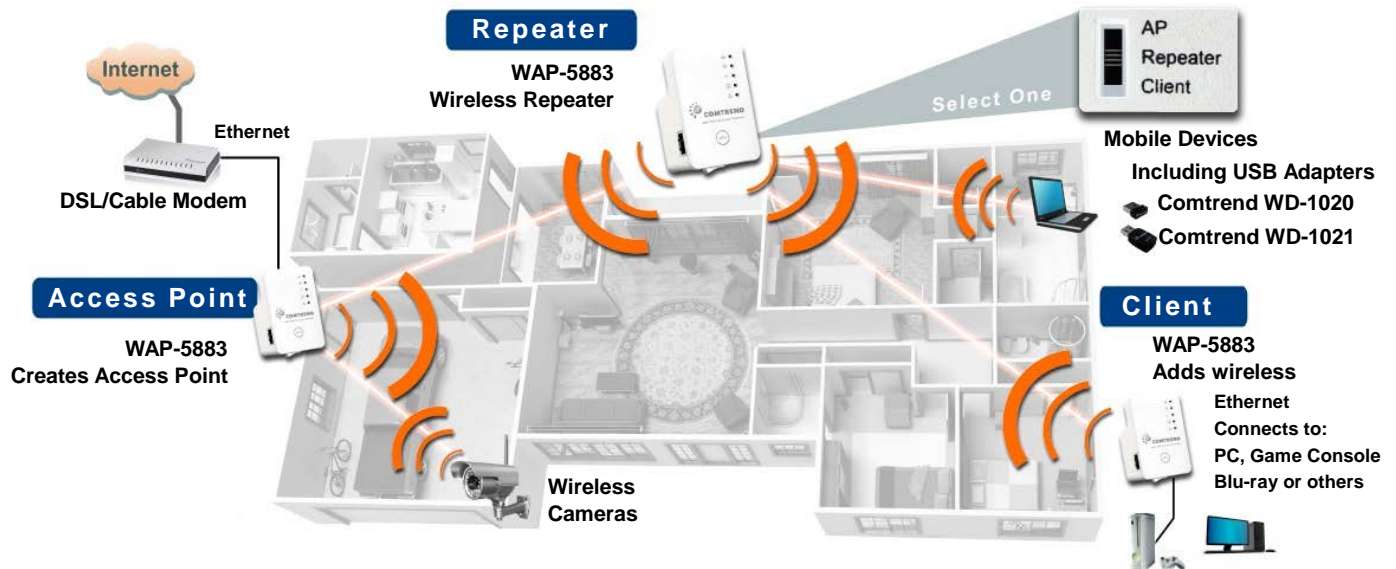 Repeater
WAP-5883
Wireless Repeater
Internet
Ethernet
DSL/Cable Modem
Access Point
WAP-5883
Creates Access Point
COMTREND
COMTREND
Select One
AP
Repeater
Client
Mobile Devices
Including USB Adapters
Comtrend WD-1020
Comtrend WD-1021
Client
WAP-5883
Adds wireless
Ethernet
Connects to:
PC, Game Console
Blu-ray or others
COMTREND
Wireless
Cameras